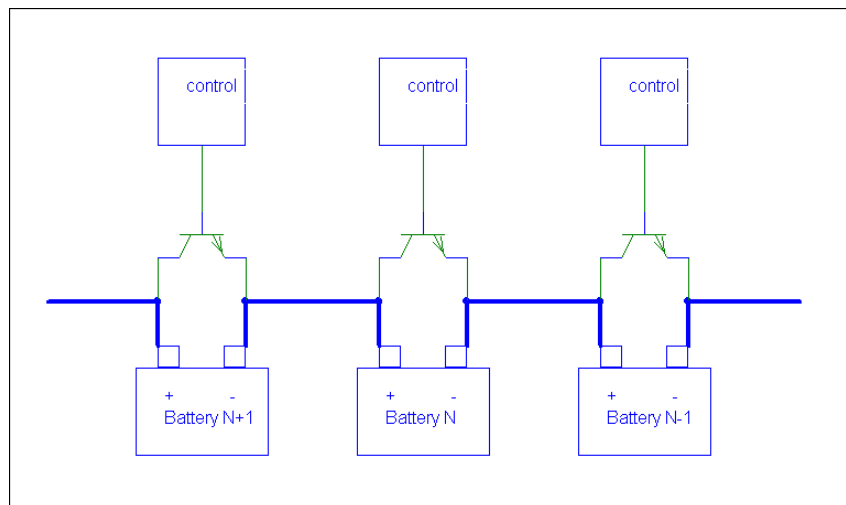 control control control
+ - + - + -
Battery N+1 Battery N Battery N-1